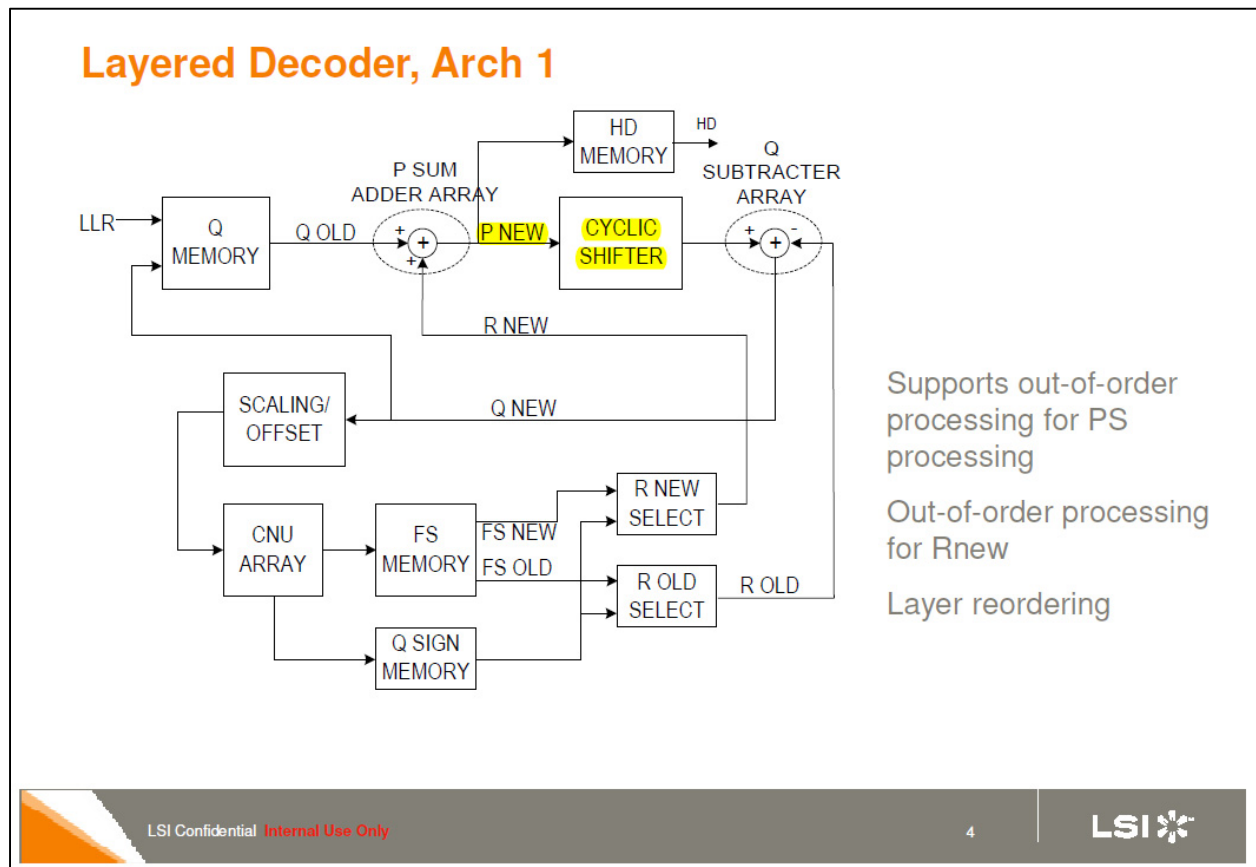 Layered Decoder, Arch 1
HD
MEMORY
HD
P SUM
ADDER ARRAY
Q
SUBTRACTER
ARRAY
LLR
Q
MEMORY
Q OLD
+
+
+
P NEW
CYCLIC
SHIFTER
+
+
-
R NEW
SCALING/
OFFSET
Q NEW
CNU
ARRAY
FS
MEMORY
FS NEW
FS OLD
R NEW
SELECT
R OLD
SELECT
R OLD
Q SIGN
MEMORY
Supports out-of-order
processing for PS
processing
Out-of-order processing
for Rnew
Layer reordering
LSI Confidential Internal Use Only
4
LSI